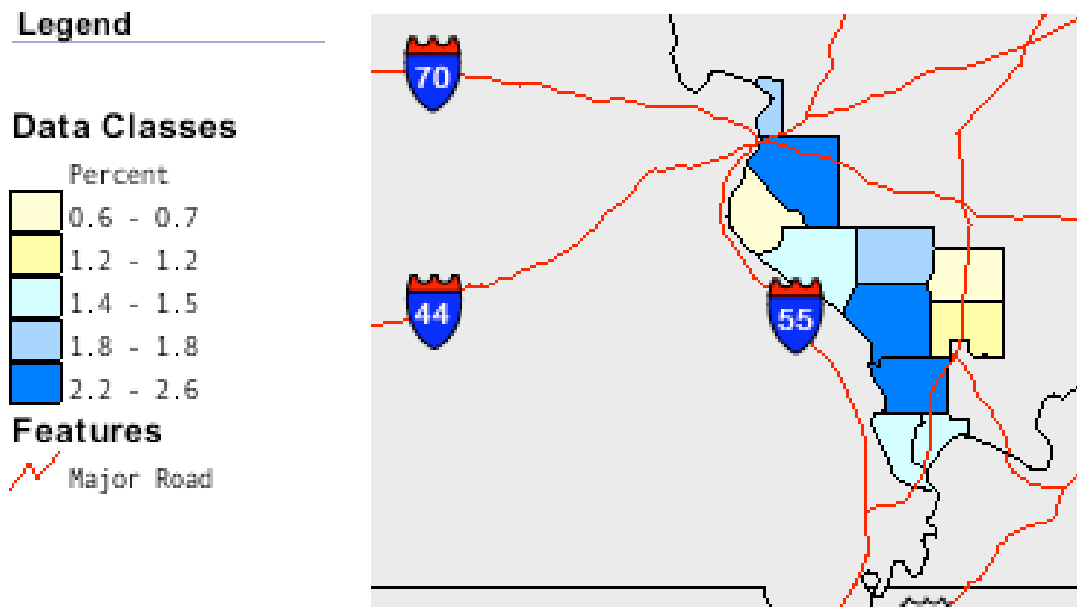 Legend
Data Classes
Percent
0.6 - 0.7
1.2 - 1.2
1.4 - 1.5
1.8 - 1.8
2.2 - 2.6
Features
Major Road
70
44
55